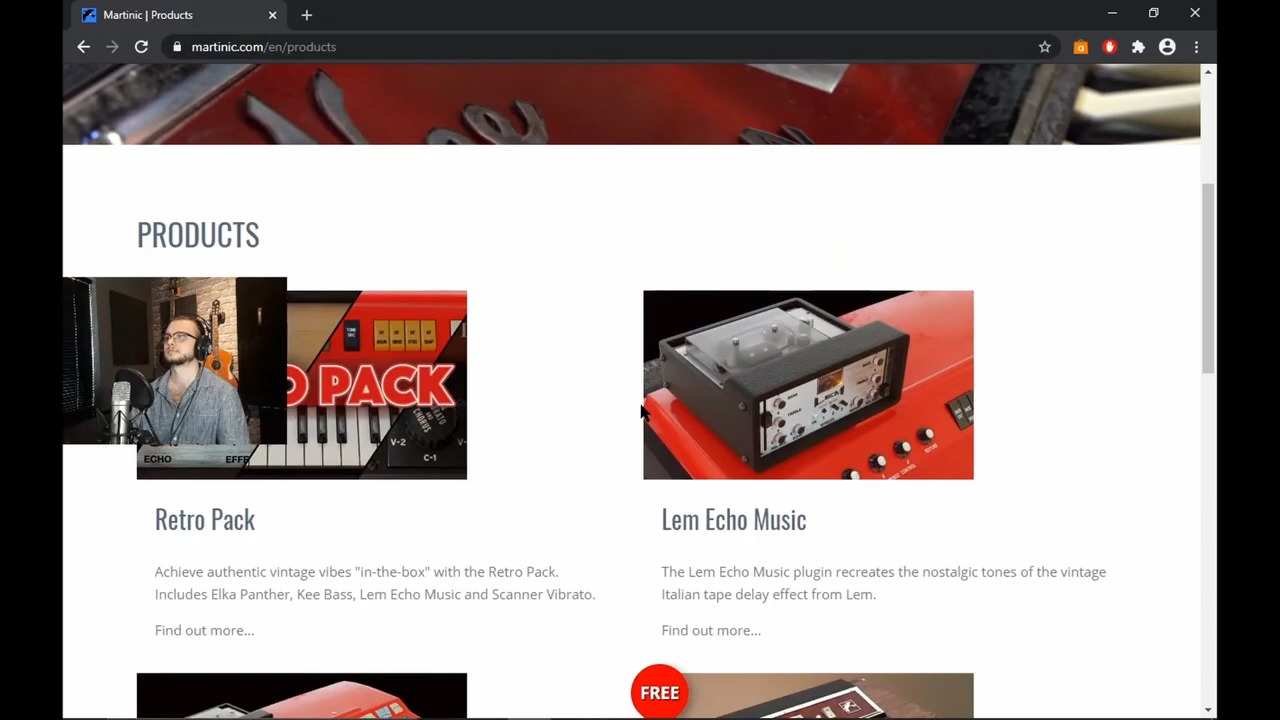 Martinic | Products
martinic.com/en/products
PRODUCTS
O PACK
V-2
C-1
ECHO
BASS
TREBLE
Retro Pack
Lem Echo Music
Achieve authentic vintage vibes "in-the-box" with the Retro Pack.
Includes Elka Panther, Kee Bass, Lem Echo Music and Scanner Vibrato.
The Lem Echo Music plugin recreates the nostalgic tones of the vintage
Italian tape delay effect from Lem.
Find out more...
Find out more...
FREE